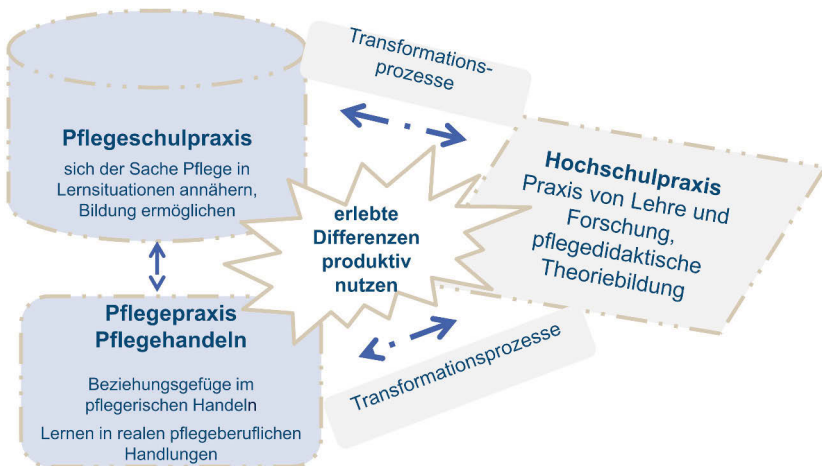 Transformations-
prozesse
Pflegeschulpraxis
sich der Sache Pflege in
Lernsituationen annähern,
Bildung ermöglichen
Hochschulpraxis
Praxis von Lehre und
Forschung,
pflegedidaktische
Theoriebildung
erlebte
Differenzen
produktiv
nutzen
Pflegepraxis
Pflegehandeln
Beziehungsgefüge im
pflegerischen Handeln
Lernen in realen pflegeberuflichen
Handlungen
Transformationsprozesse